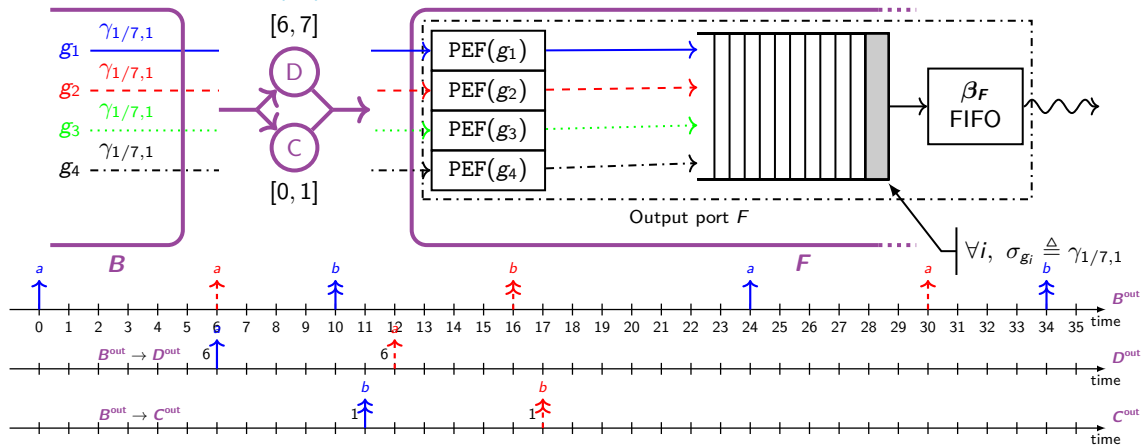 [6, 7]
g1 γ1/7,1 PEF(g1)
g2 γ1/7,1 D PEF(g2) βF
g3 γ1/7,1 PEF(g3) FIFO
g4 γ1/7,1 C PEF(g4)
[0, 1]
Output port F
B F ∀i, σgi ≜ γ1/7,1
a a b b a a b
Bout
0 1 2 3 4 5 6 7 8 9 10 11 12 13 14 15 16 17 18 19 20 21 22 23 24 25 26 27 28 29 30 31 32 33 34 35 time
a a
Bout → Dout 6 6 Dout
time
b b
Bout → Cout 1 1 Cout
time